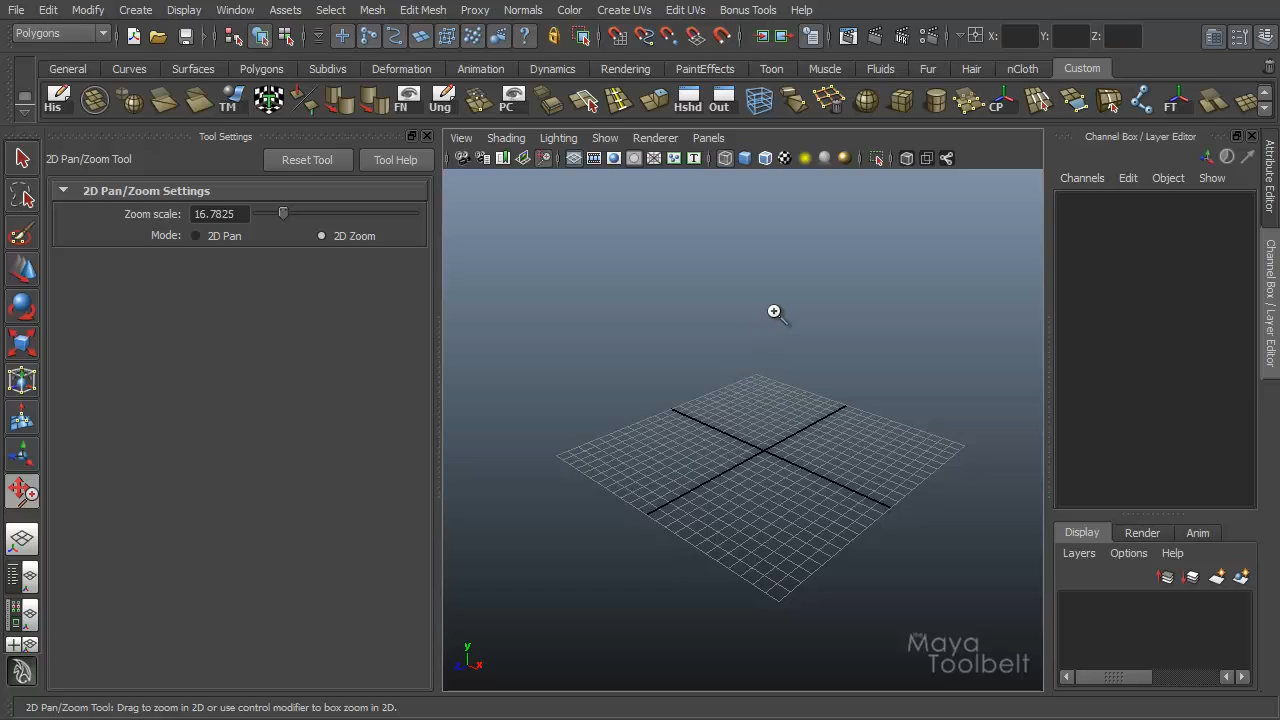 File Edit Modify Create Display Window Assets Select Mesh Edit Mesh Proxy Normals Color Create UVs Edit UVs Bonus Tools Help
Polygons X: Y: Z:
General Curves Surfaces Polygons Subdivs Deformation Animation Dynamics Rendering PaintEffects Toon Muscle Fluids Fur Hair nCloth Custom
His TM FN Ung PC Hshd Out CP FT
Tool Settings
2D Pan/Zoom Tool Reset Tool Tool Help
2D Pan/Zoom Settings
Zoom scale: 16.7825
Mode: 2D Pan 2D Zoom
View Shading Lighting Show Renderer Panels
y
z x
the
Maya
Toolbelt
Channel Box / Layer Editor
Channels Edit Object Show
Attribute Editor
Channel Box / Layer Editor
Display Render Anim
Layers Options Help
2D Pan/Zoom Tool: Drag to zoom in 2D or use control modifier to box zoom in 2D.